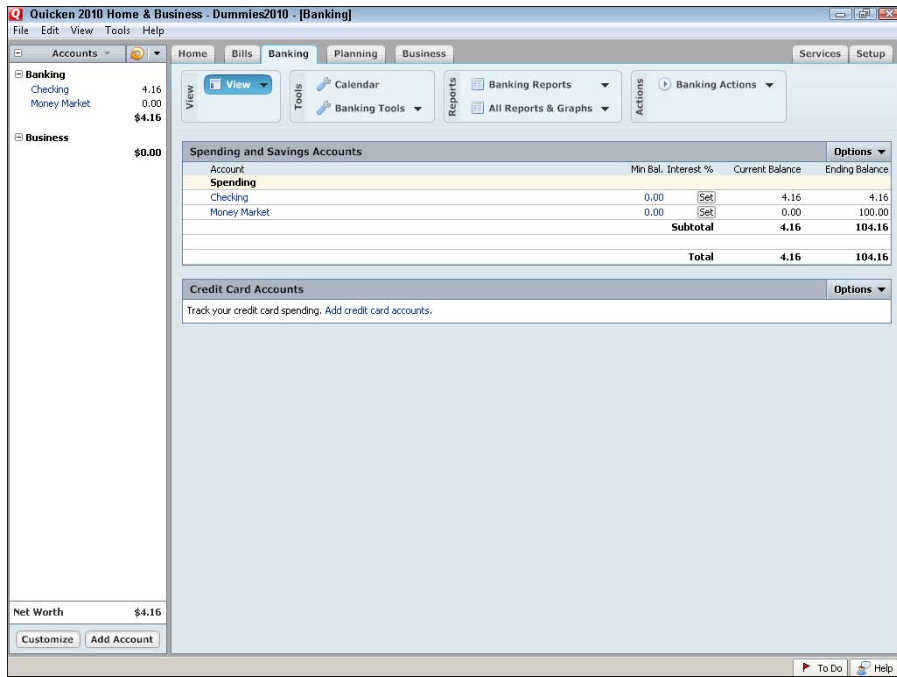 Quicken 2010 Home & Business - Dummies2010 - [Banking]
File Edit View Tools Help
Accounts
Home Bills Banking Planning Business Services Setup
Banking
Checking 4.16
Money Market 0.00
$4.16
Business
$0.00
View
View
Tools
Calendar
Banking Tools
Reports
Banking Reports
All Reports & Graphs
Actions
Banking Actions
Spending and Savings Accounts Options
Account Min Bal. Interest % Current Balance Ending Balance
Spending
Checking 0.00 Set 4.16 4.16
Money Market 0.00 Set 0.00 100.00
Subtotal 4.16 104.16
Total 4.16 104.16
Credit Card Accounts Options
Track your credit card spending. Add credit card accounts.
Net Worth $4.16
Customize Add Account
To Do Help